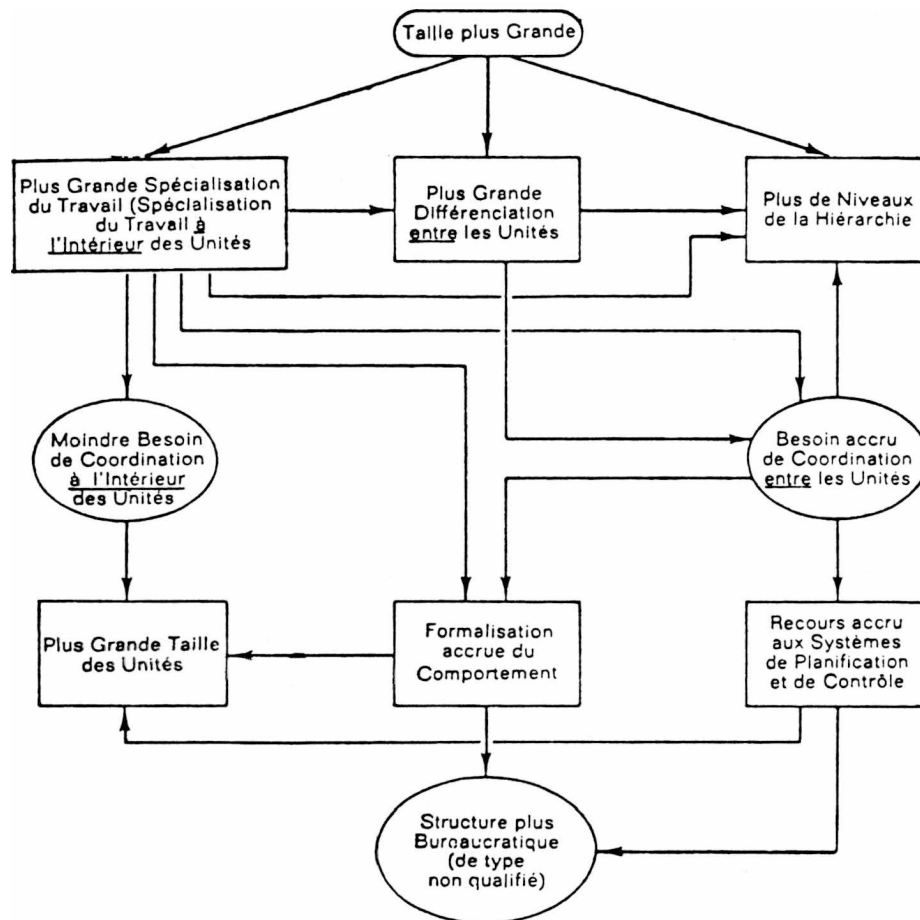 Taille plus Grande
Plus Grande Spécialisation
du Travail (Spécialisation
du Travail à
l'Intérieur des Unités
Plus Grande
Différenciation
entre les Unités
Plus de Niveaux
de la Hiérarchie
Moindre Besoin
de Coordination
à l'Intérieur
des Unités
Besoin accru
de Coordination
entre les Unités
Plus Grande Taille
des Unités
Formalisation
accrue du
Comportement
Recours accru
aux Systèmes
de Planification
et de Contrôle
Structure plus
Bureaucratique
(de type
non qualifié)